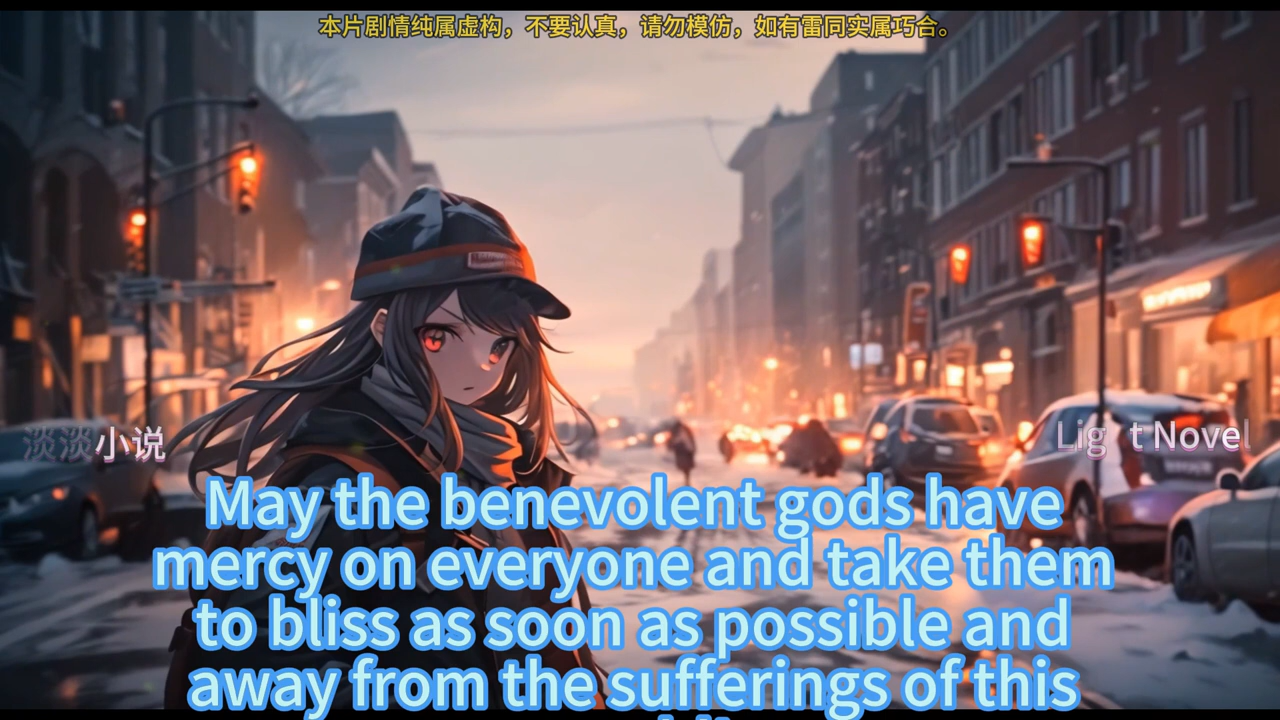 本片剧情纯属虚构，不要认真，请勿模仿，如有雷同实属巧合。
淡淡小说
Lig t Novel
May the benevolent gods have
mercy on everyone and take them
to bliss as soon as possible and
away from the sufferings of this